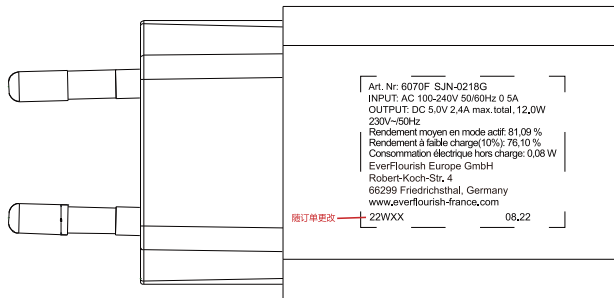 Art. Nr: 6070F SJN-0218G
INPUT: AC 100-240V 50/60Hz 0 5A
OUTPUT: DC 5,0V 2,4A max.total, 12.0W
230V~/50Hz
Rendement moyen en mode actif: 81,09 %
Rendement à faible charge(10%): 76,10 %
Consommation électrique hors charge: 0,08 W
EverFlourish Europe GmbH
Robert-Koch-Str. 4
66299 Friedrichsthal, Germany
www.everflourish-france.com
随订单更改 22WXX 08.22